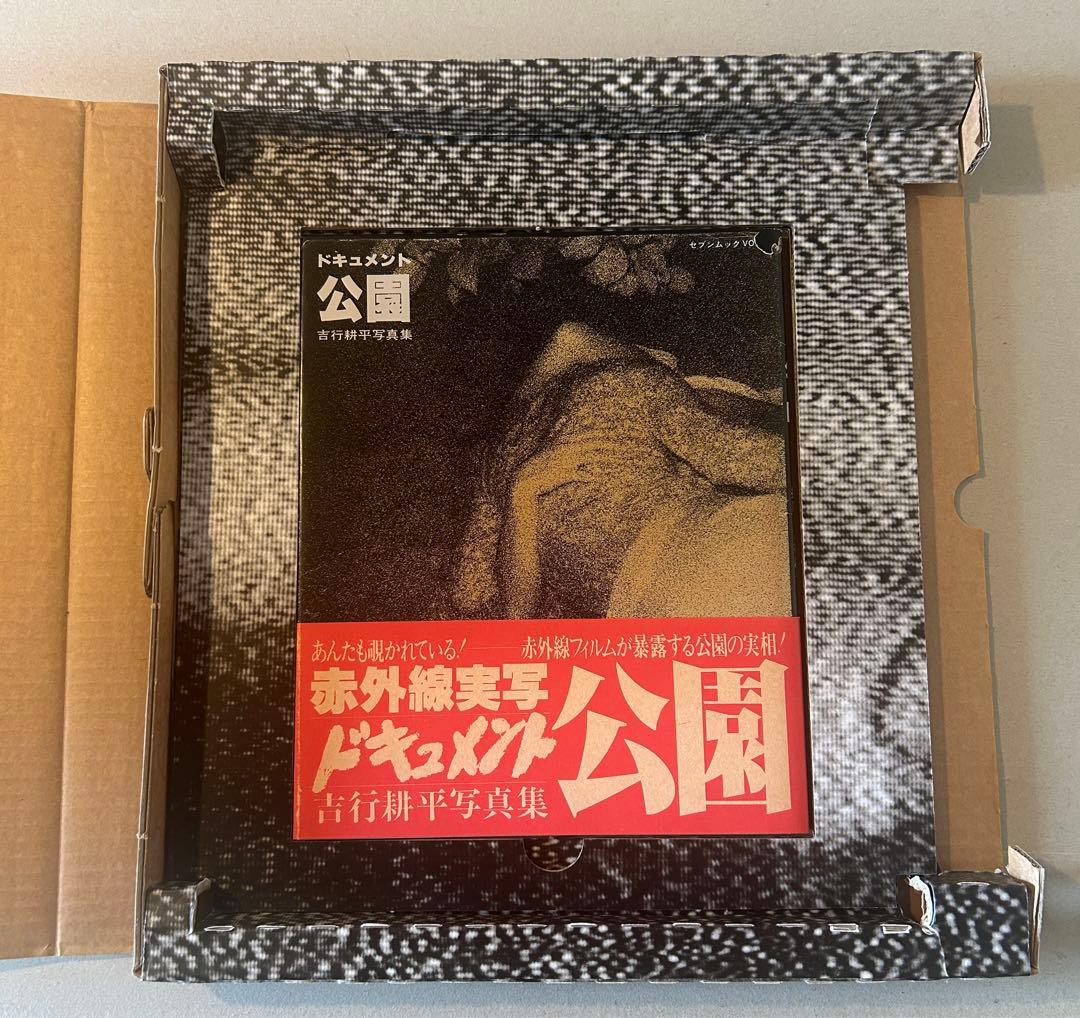 ドキュメント
公園
吉行耕平写真集
セブンムックVO
あんたも覗かれている!――赤外線フィルムが暴露する公園の実相!
赤外線実写
ドキュメント
公園
吉行耕平写真集